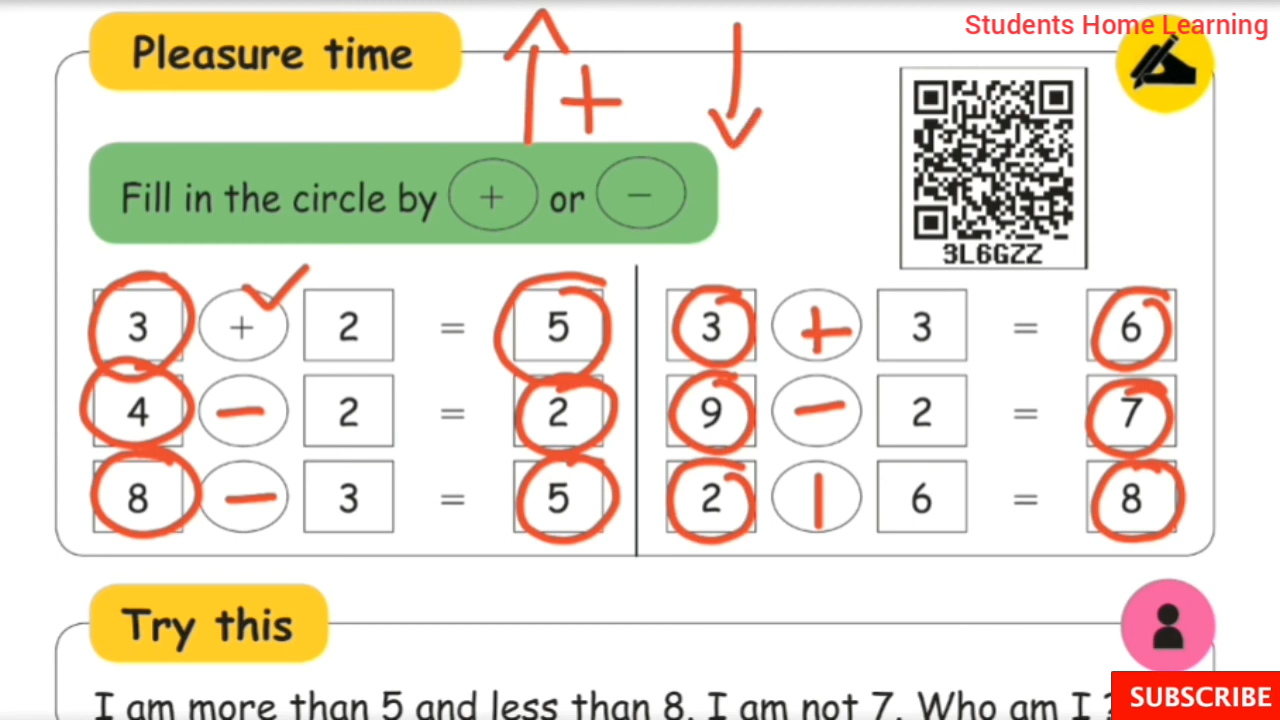 Students Home Learning
Pleasure time
+
Fill in the circle by + or −
3L6GZZ
3 + 2 = 5
4 − 2 = 2
8 − 3 = 5
3 + 3 = 6
9 − 2 = 7
2 | 6 = 8
Try this
I am more than 5 and less than 8. I am not 7. Who am I ?
SUBSCRIBE